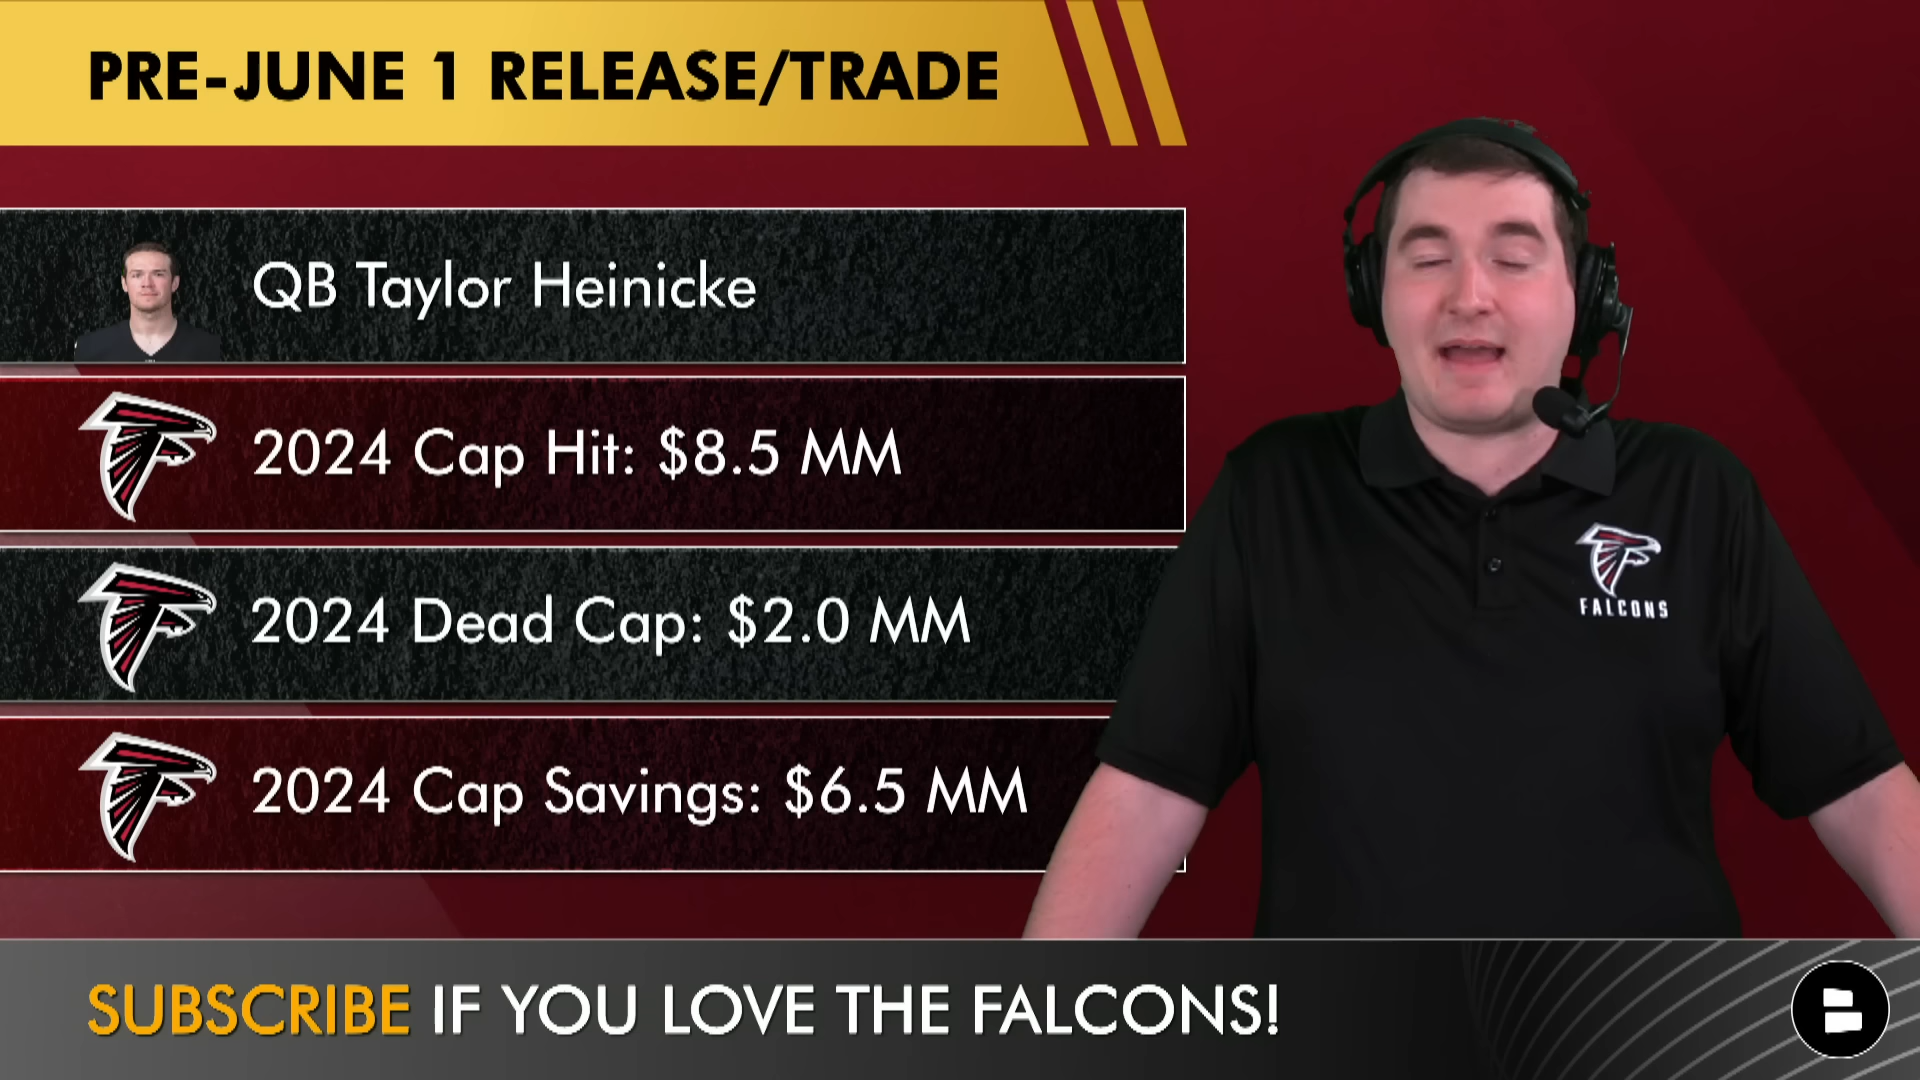 PRE-JUNE 1 RELEASE/TRADE
QB Taylor Heinicke
2024 Cap Hit: $8.5 MM
2024 Dead Cap: $2.0 MM
2024 Cap Savings: $6.5 MM
FALCONS
SUBSCRIBE IF YOU LOVE THE FALCONS!